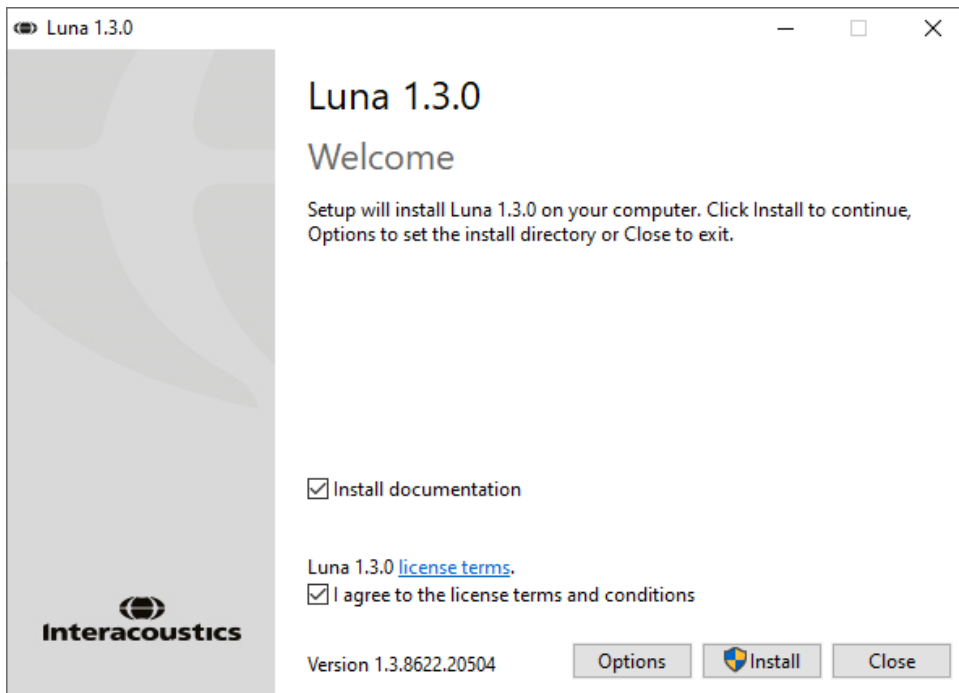 Luna 1.3.0
Luna 1.3.0
Welcome
Setup will install Luna 1.3.0 on your computer. Click Install to continue,
Options to set the install directory or Close to exit.
Install documentation
Luna 1.3.0 license terms.
I agree to the license terms and conditions
Interacoustics
Version 1.3.8622.20504
Options
Install
Close